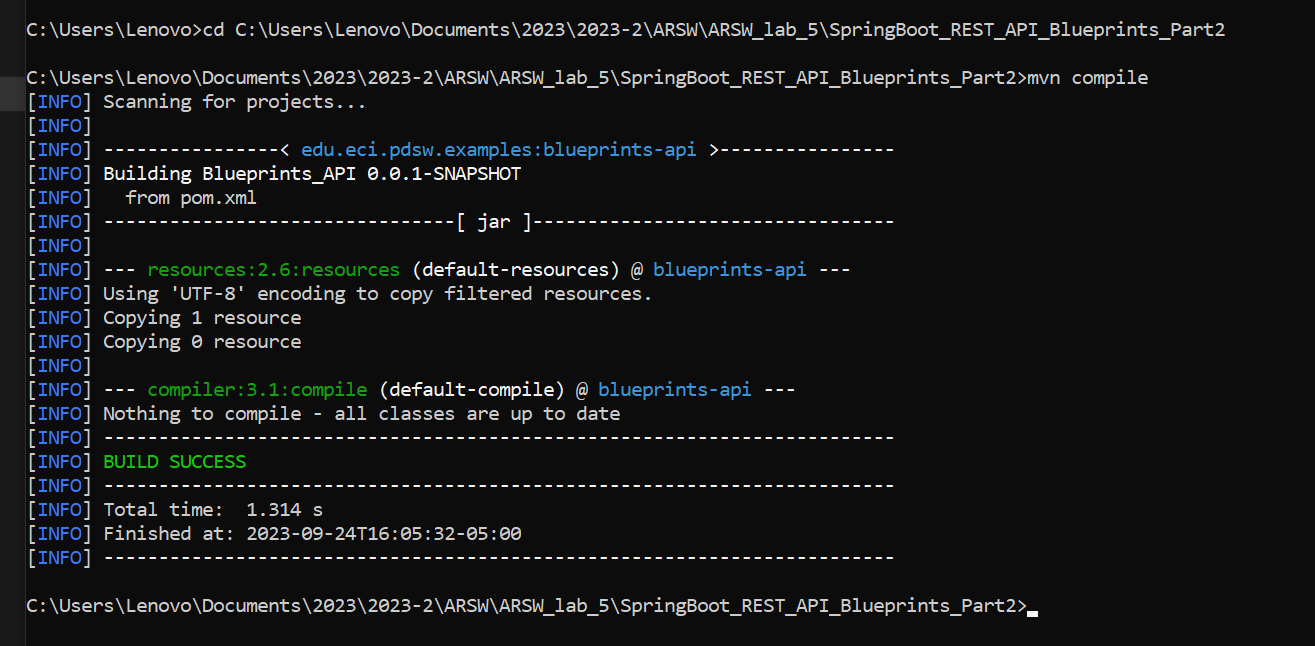 C:\Users\Lenovo>cd C:\Users\Lenovo\Documents\2023\2023-2\ARSW\ARSW_lab_5\SpringBoot_REST_API_Blueprints_Part2
C:\Users\Lenovo\Documents\2023\2023-2\ARSW\ARSW_lab_5\SpringBoot_REST_API_Blueprints_Part2>mvn compile
[INFO] Scanning for projects...
[INFO]
[INFO] ----------------< edu.eci.pdsw.examples:blueprints-api >----------------
[INFO] Building Blueprints_API 0.0.1-SNAPSHOT
[INFO]   from pom.xml
[INFO] --------------------------------[ jar ]---------------------------------
[INFO]
[INFO] --- resources:2.6:resources (default-resources) @ blueprints-api ---
[INFO] Using 'UTF-8' encoding to copy filtered resources.
[INFO] Copying 1 resource
[INFO] Copying 0 resource
[INFO]
[INFO] --- compiler:3.1:compile (default-compile) @ blueprints-api ---
[INFO] Nothing to compile - all classes are up to date
[INFO] ------------------------------------------------------------------------
[INFO] BUILD SUCCESS
[INFO] ------------------------------------------------------------------------
[INFO] Total time:  1.314 s
[INFO] Finished at: 2023-09-24T16:05:32-05:00
[INFO] ------------------------------------------------------------------------
C:\Users\Lenovo\Documents\2023\2023-2\ARSW\ARSW_lab_5\SpringBoot_REST_API_Blueprints_Part2>